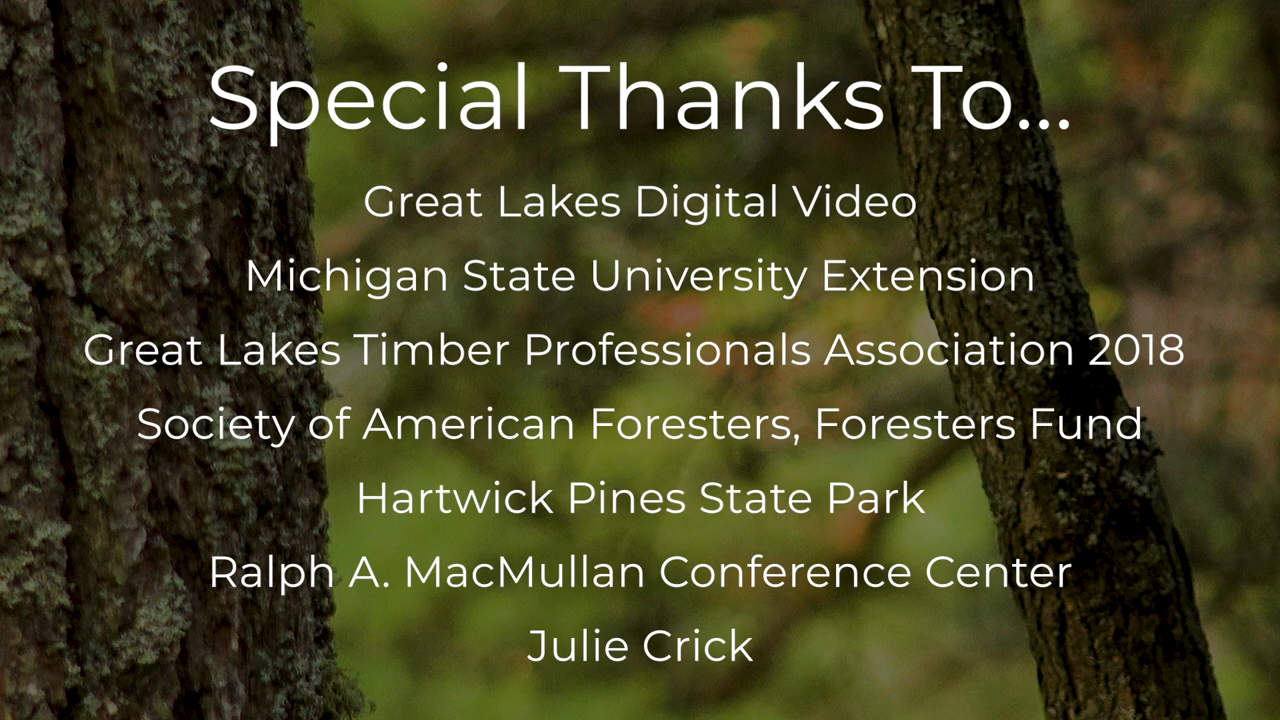 Special Thanks To...
Great Lakes Digital Video
Michigan State University Extension
Great Lakes Timber Professionals Association 2018
Society of American Foresters, Foresters Fund
Hartwick Pines State Park
Ralph A. MacMullan Conference Center
Julie Crick